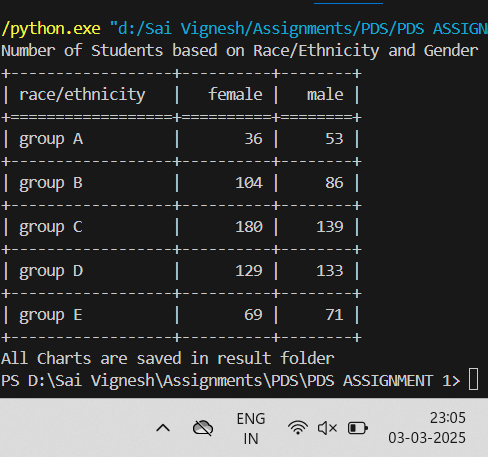 /python.exe "d:/Sai Vignesh/Assignments/PDS/PDS ASSIGN
Number of Students based on Race/Ethnicity and Gender
+-----------------+----------+--------+
| race/ethnicity | female | male |
+=================+==========+========+
| group A | 36 | 53 |
+-----------------+----------+--------+
| group B | 104 | 86 |
+-----------------+----------+--------+
| group C | 180 | 139 |
+-----------------+----------+--------+
| group D | 129 | 133 |
+-----------------+----------+--------+
| group E | 69 | 71 |
+-----------------+----------+--------+
All Charts are saved in result folder
PS D:\Sai Vignesh\Assignments\PDS\PDS ASSIGNMENT 1>
ENG 23:05
IN 03-03-2025